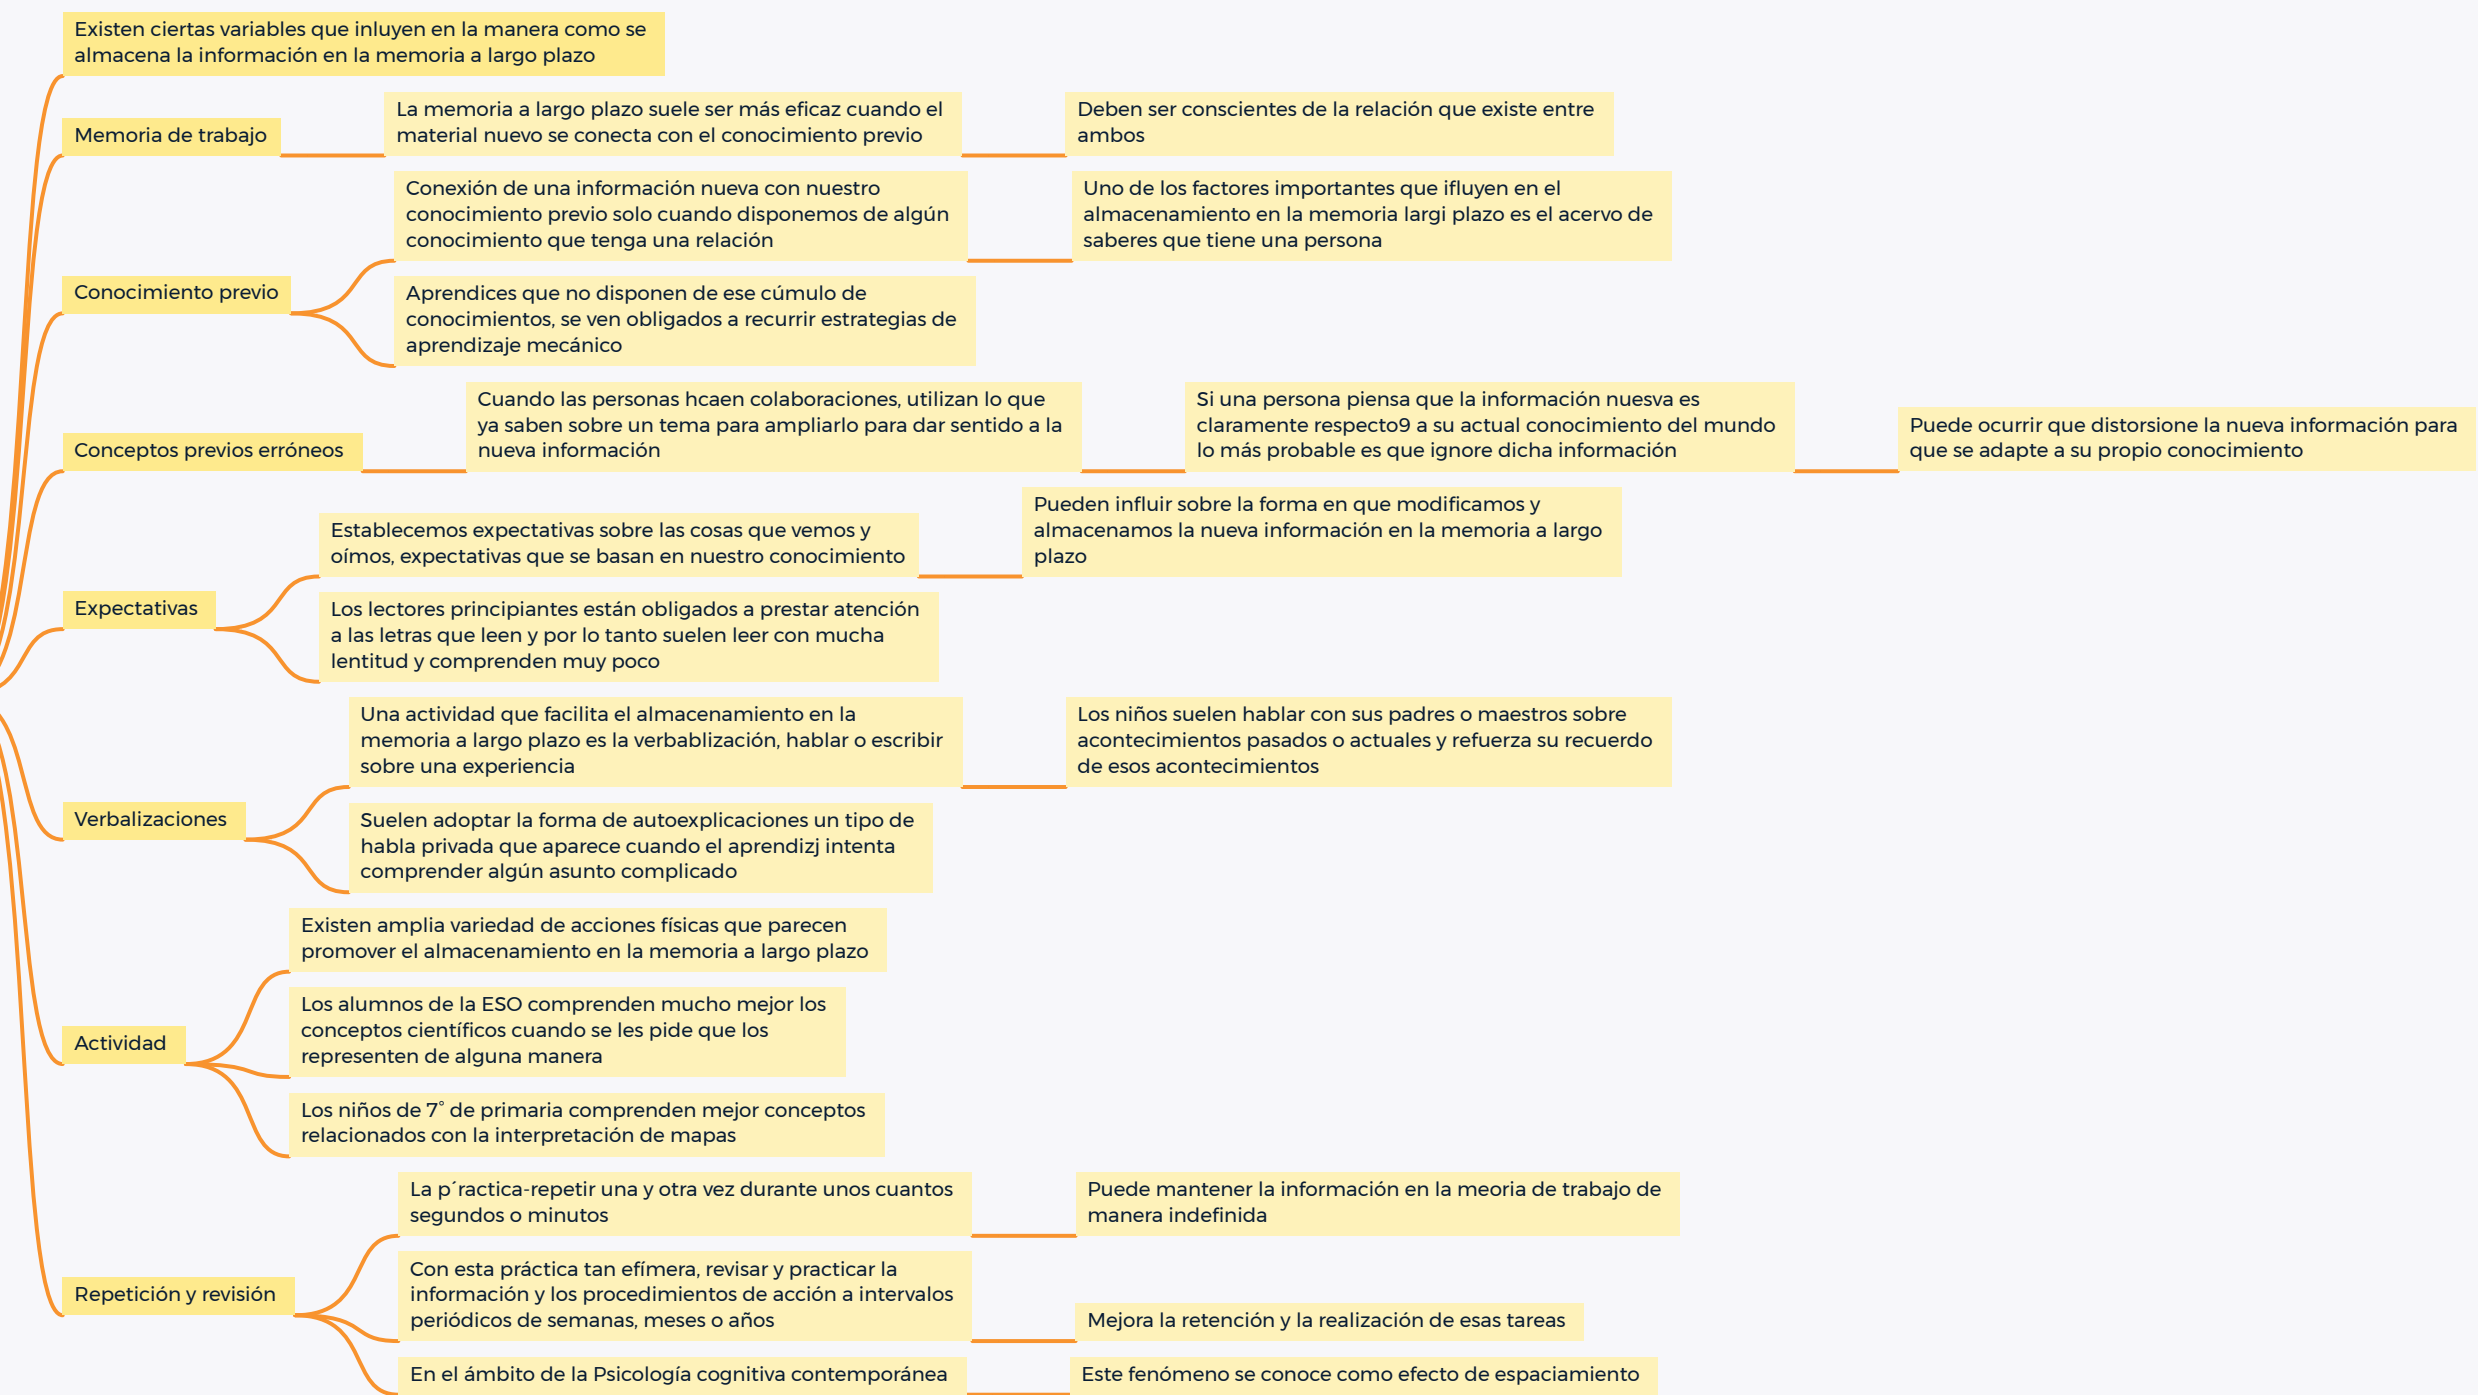 Existen ciertas variables que inluyen en la manera como se
almacena la información en la memoria a largo plazo
Memoria de trabajo
La memoria a largo plazo suele ser más eficaz cuando el
material nuevo se conecta con el conocimiento previo
Deben ser conscientes de la relación que existe entre
ambos
Conocimiento previo
Conexión de una información nueva con nuestro
conocimiento previo solo cuando disponemos de algún
conocimiento que tenga una relación
Uno de los factores importantes que ifluyen en el
almacenamiento en la memoria largi plazo es el acervo de
saberes que tiene una persona
Aprendices que no disponen de ese cúmulo de
conocimientos, se ven obligados a recurrir estrategias de
aprendizaje mecánico
Conceptos previos erróneos
Cuando las personas hcaen colaboraciones, utilizan lo que
ya saben sobre un tema para ampliarlo para dar sentido a la
nueva información
Si una persona piensa que la información nuesva es
claramente respecto9 a su actual conocimiento del mundo
lo más probable es que ignore dicha información
Puede ocurrir que distorsione la nueva información para
que se adapte a su propio conocimiento
Expectativas
Establecemos expectativas sobre las cosas que vemos y
oímos, expectativas que se basan en nuestro conocimiento
Pueden influir sobre la forma en que modificamos y
almacenamos la nueva información en la memoria a largo
plazo
Los lectores principiantes están obligados a prestar atención
a las letras que leen y por lo tanto suelen leer con mucha
lentitud y comprenden muy poco
Verbalizaciones
Una actividad que facilita el almacenamiento en la
memoria a largo plazo es la verbablización, hablar o escribir
sobre una experiencia
Los niños suelen hablar con sus padres o maestros sobre
acontecimientos pasados o actuales y refuerza su recuerdo
de esos acontecimientos
Suelen adoptar la forma de autoexplicaciones un tipo de
habla privada que aparece cuando el aprendizj intenta
comprender algún asunto complicado
Actividad
Existen amplia variedad de acciones físicas que parecen
promover el almacenamiento en la memoria a largo plazo
Los alumnos de la ESO comprenden mucho mejor los
conceptos científicos cuando se les pide que los
representen de alguna manera
Los niños de 7° de primaria comprenden mejor conceptos
relacionados con la interpretación de mapas
Repetición y revisión
La p´ractica-repetir una y otra vez durante unos cuantos
segundos o minutos
Puede mantener la información en la meoria de trabajo de
manera indefinida
Con esta práctica tan efímera, revisar y practicar la
información y los procedimientos de acción a intervalos
periódicos de semanas, meses o años
Mejora la retención y la realización de esas tareas
En el ámbito de la Psicología cognitiva contemporánea
Este fenómeno se conoce como efecto de espaciamiento